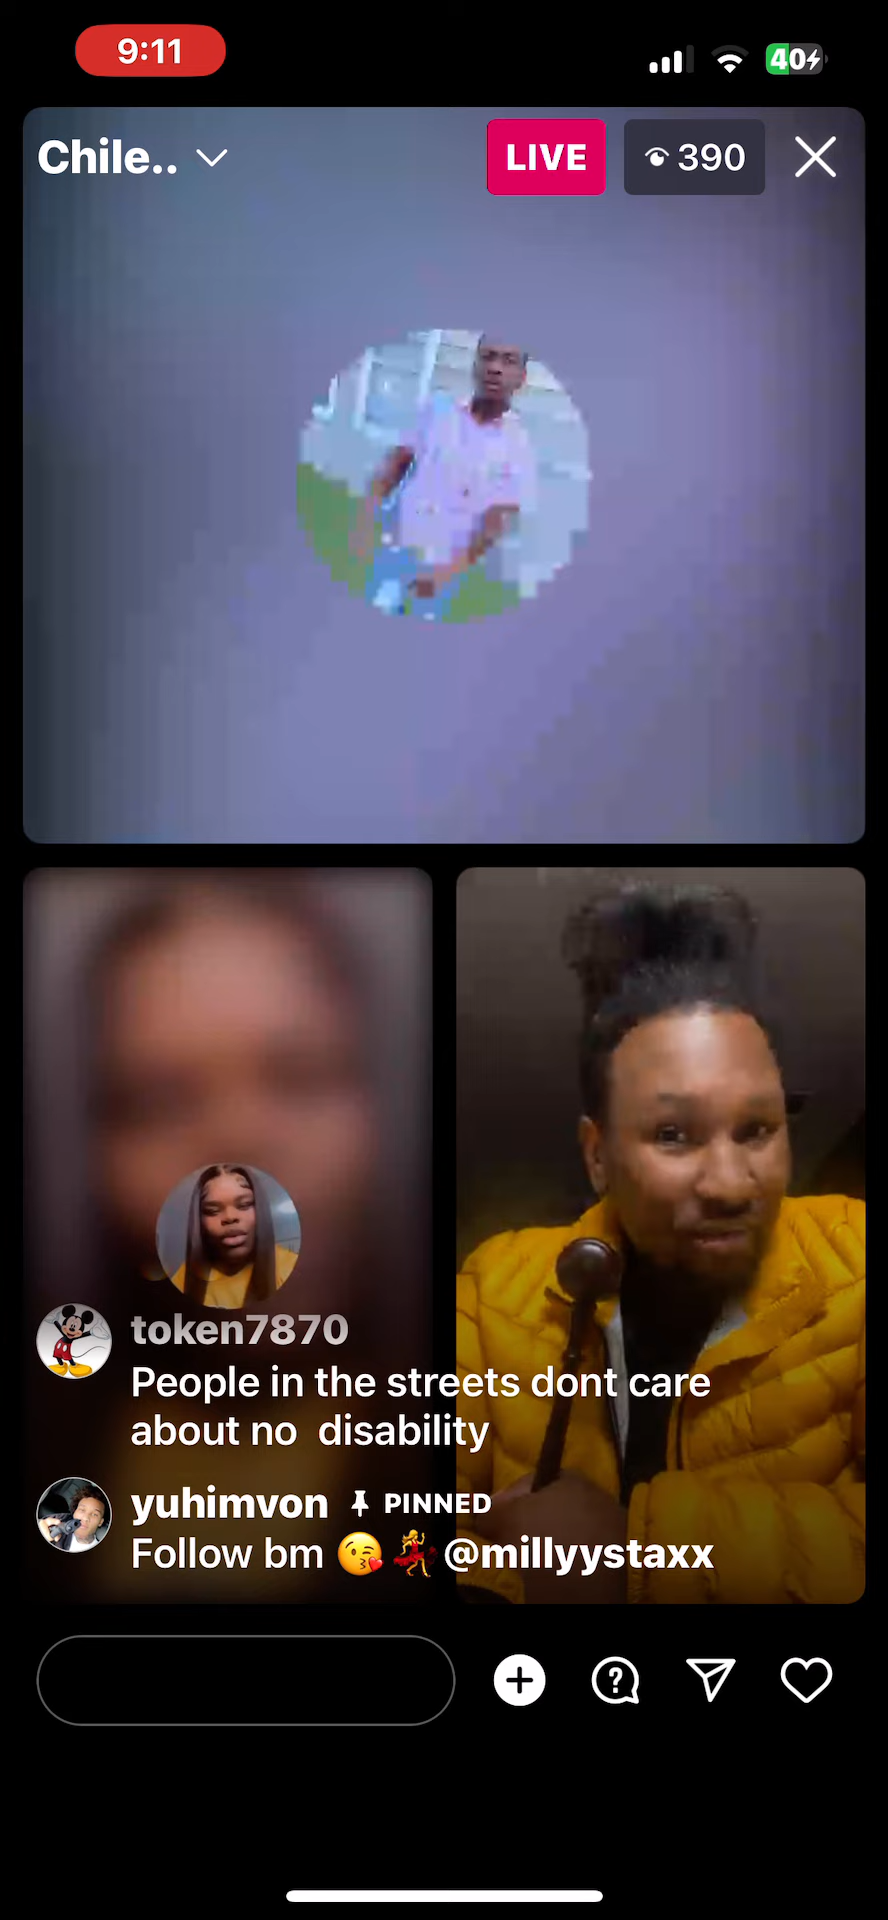 9:11
40
Chile..
LIVE
390
token7870
People in the streets dont care
about no  disability
yuhimvon PINNED
Follow bm 😘 💃 @millyystaxx